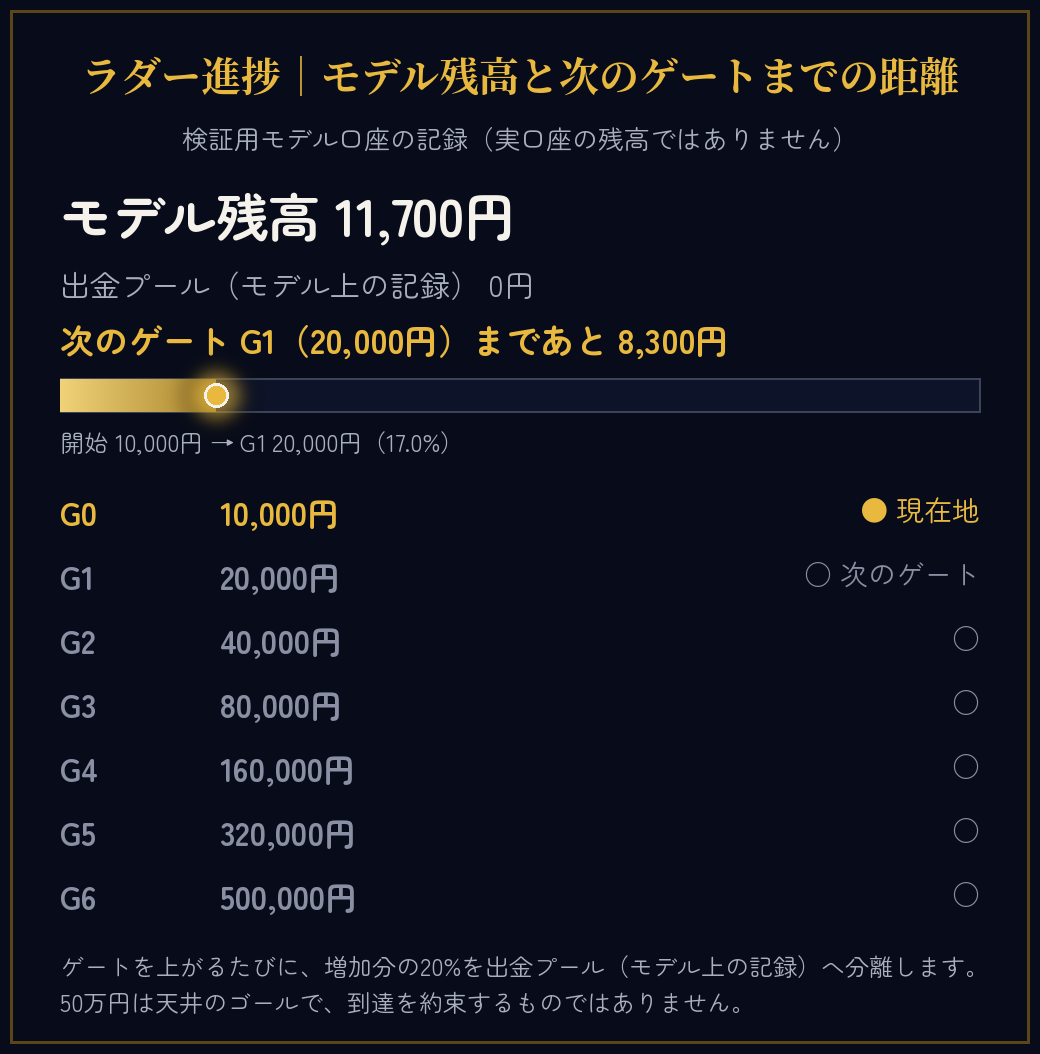 ラダー進捗｜モデル残高と次のゲートまでの距離
検証用モデル口座の記録（実口座の残高ではありません）
モデル残高 11,700円
出金プール（モデル上の記録） 0円
次のゲート G1（20,000円）まであと 8,300円
開始 10,000円 → G1 20,000円（17.0%）
G0 10,000円 ● 現在地
G1 20,000円 ○ 次のゲート
G2 40,000円 ○
G3 80,000円 ○
G4 160,000円 ○
G5 320,000円 ○
G6 500,000円 ○
ゲートを上がるたびに、増加分の20%を出金プール（モデル上の記録）へ分離します。
50万円は天井のゴールで、到達を約束するものではありません。